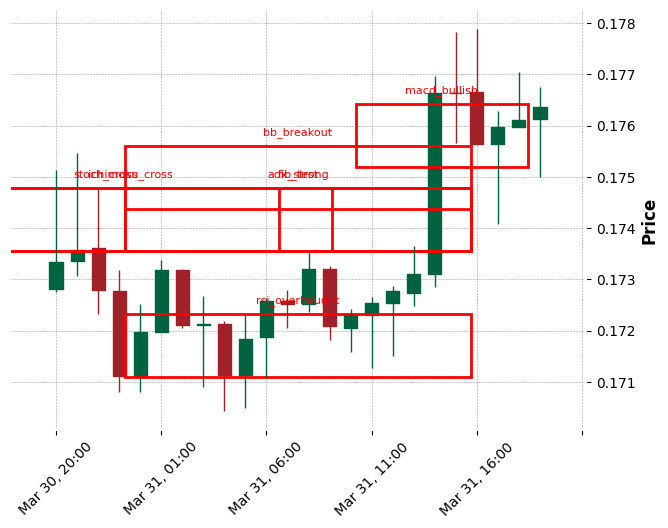 0.178
0.177
macd_bullish
0.176
bb_breakout
0.175
stoch_cross
ichimoku_cross
adx_strong
fib_test
0.174
0.173
rsi_overbought
0.172
0.171
Price
Mar 30, 20:00
Mar 31, 01:00
Mar 31, 06:00
Mar 31, 11:00
Mar 31, 16:00